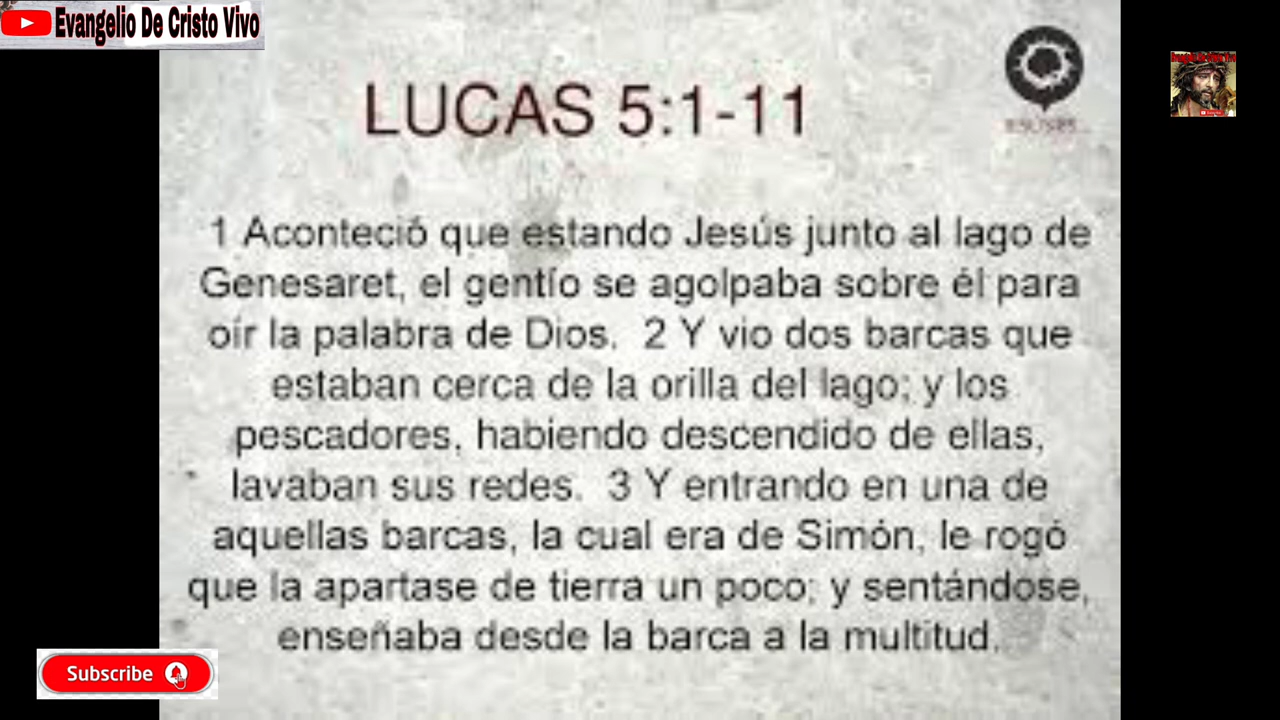 Evangelio De Cristo Vivo
LUCAS 5:1-11
1 Aconteció que estando Jesús junto al lago de
Genesaret, el gentío se agolpaba sobre él para
oír la palabra de Dios. 2 Y vio dos barcas que
estaban cerca de la orilla del lago; y los
pescadores, habiendo descendido de ellas,
lavaban sus redes. 3 Y entrando en una de
aquellas barcas, la cual era de Simón, le rogó
que la apartase de tierra un poco; y sentándose,
enseñaba desde la barca a la multitud.
Subscribe